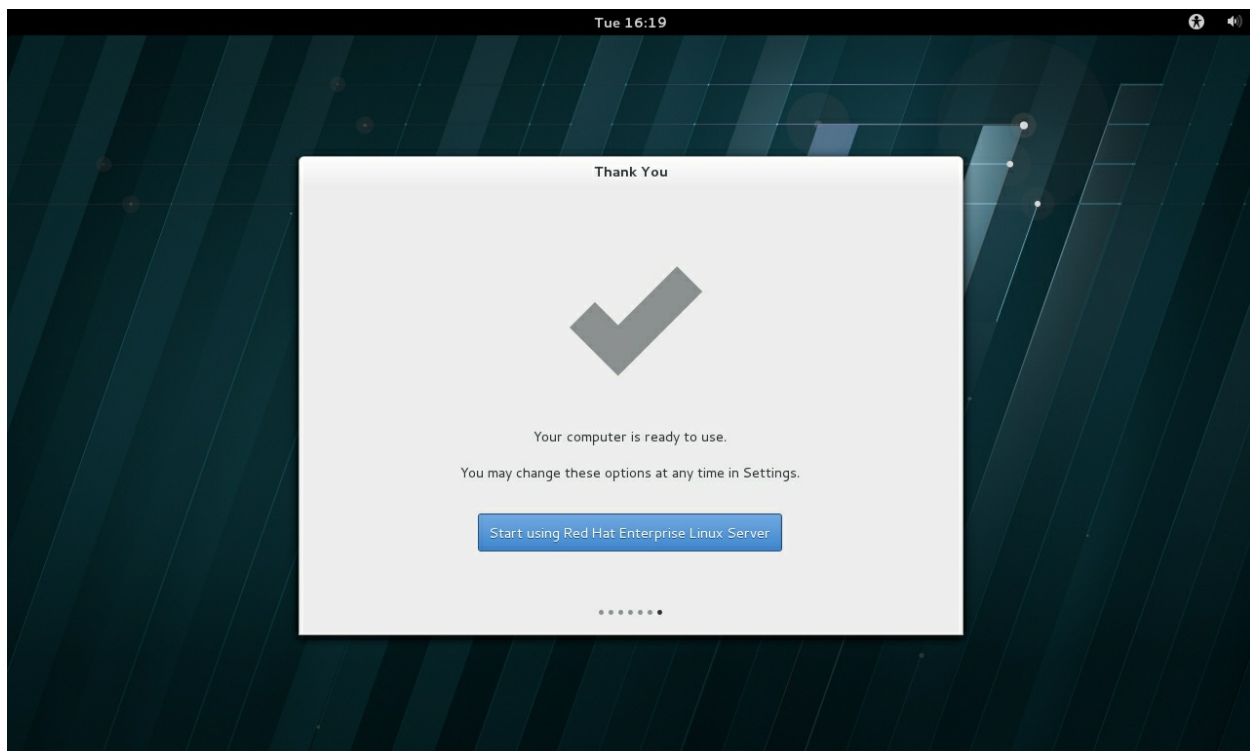 Tue 16:19
Thank You
Your computer is ready to use.
You may change these options at any time in Settings.
Start using Red Hat Enterprise Linux Server